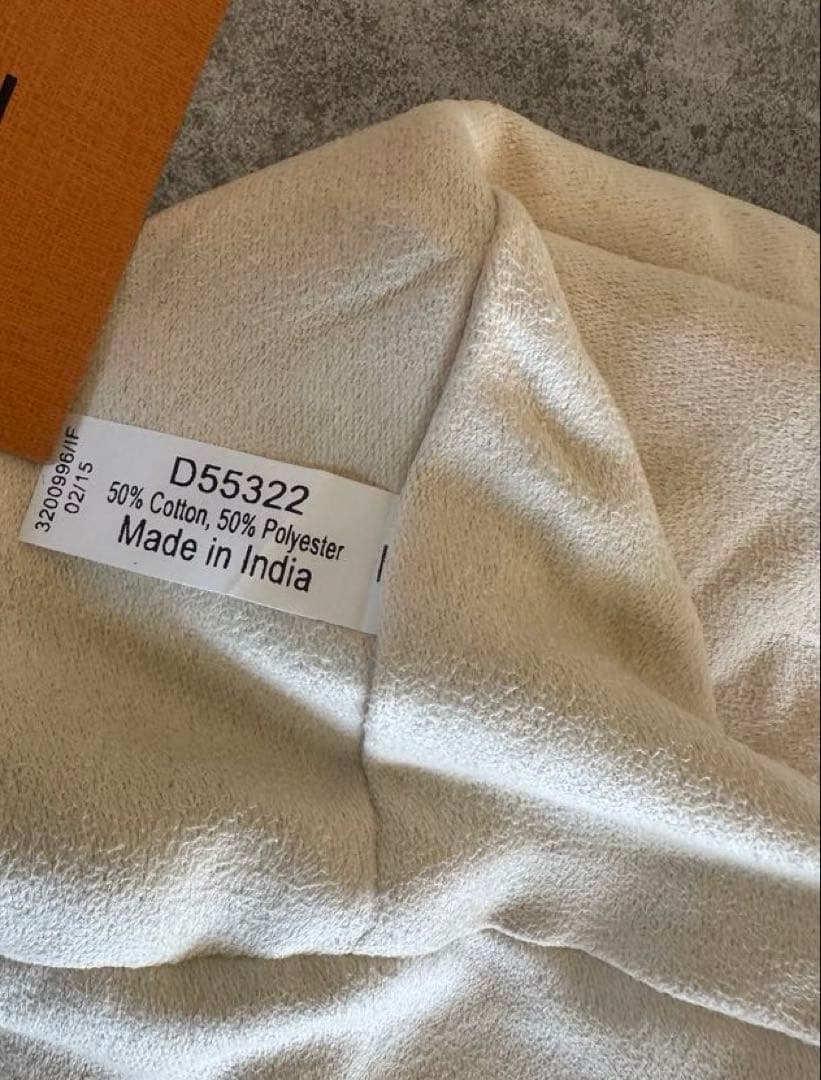 3200996/IF
02/15
D55322
50% Cotton, 50% Polyester
Made in India